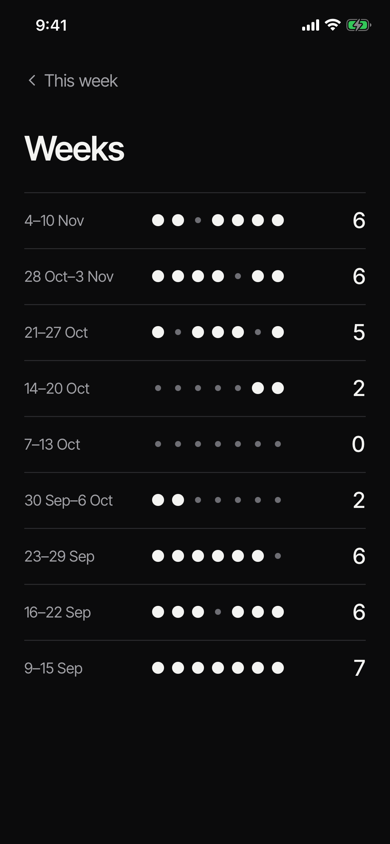 9:41
This week
Weeks
4–10 Nov 6
28 Oct–3 Nov 6
21–27 Oct 5
14–20 Oct 2
7–13 Oct 0
30 Sep–6 Oct 2
23–29 Sep 6
16–22 Sep 6
9–15 Sep 7